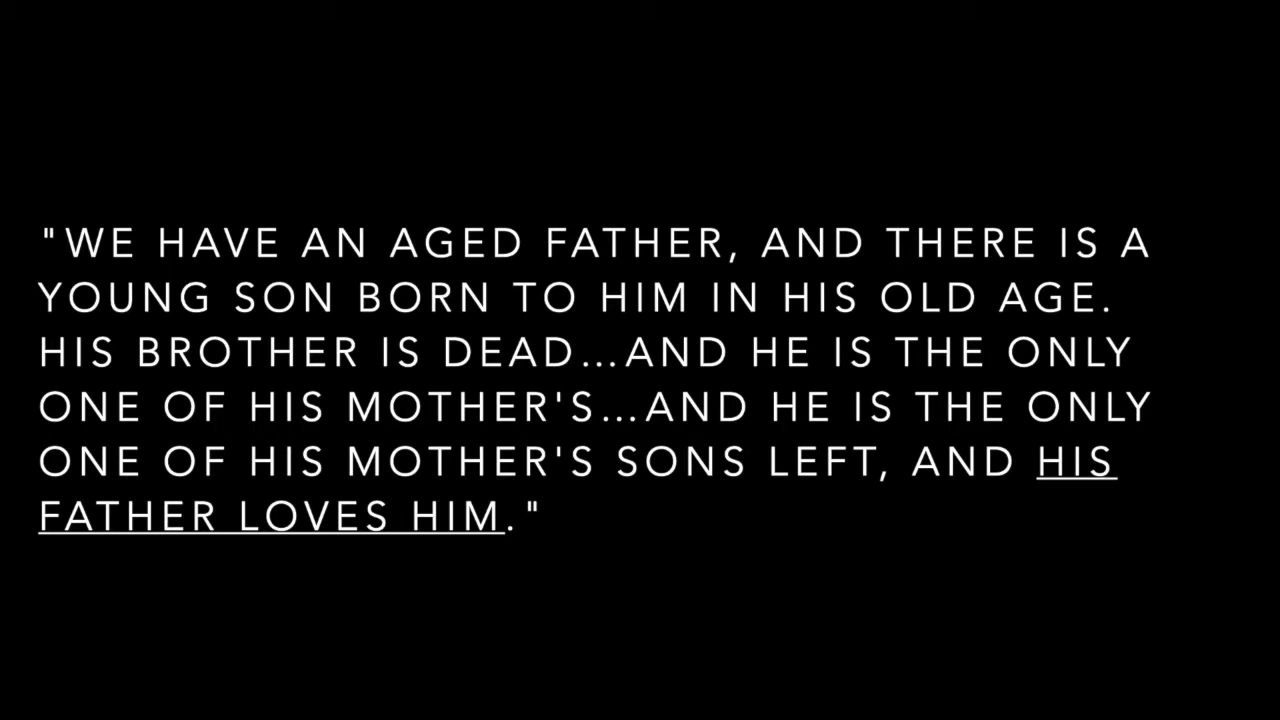 "WE HAVE AN AGED FATHER, AND THERE IS A
YOUNG SON BORN TO HIM IN HIS OLD AGE.
HIS BROTHER IS DEAD...AND HE IS THE ONLY
ONE OF HIS MOTHER'S...AND HE IS THE ONLY
ONE OF HIS MOTHER'S SONS LEFT, AND HIS
FATHER LOVES HIM."